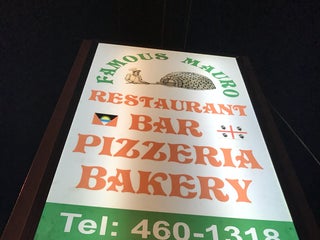 FAMOUS MAURO
RESTAURANT
BAR
PIZZERIA
BAKERY
Tel: 460-1318